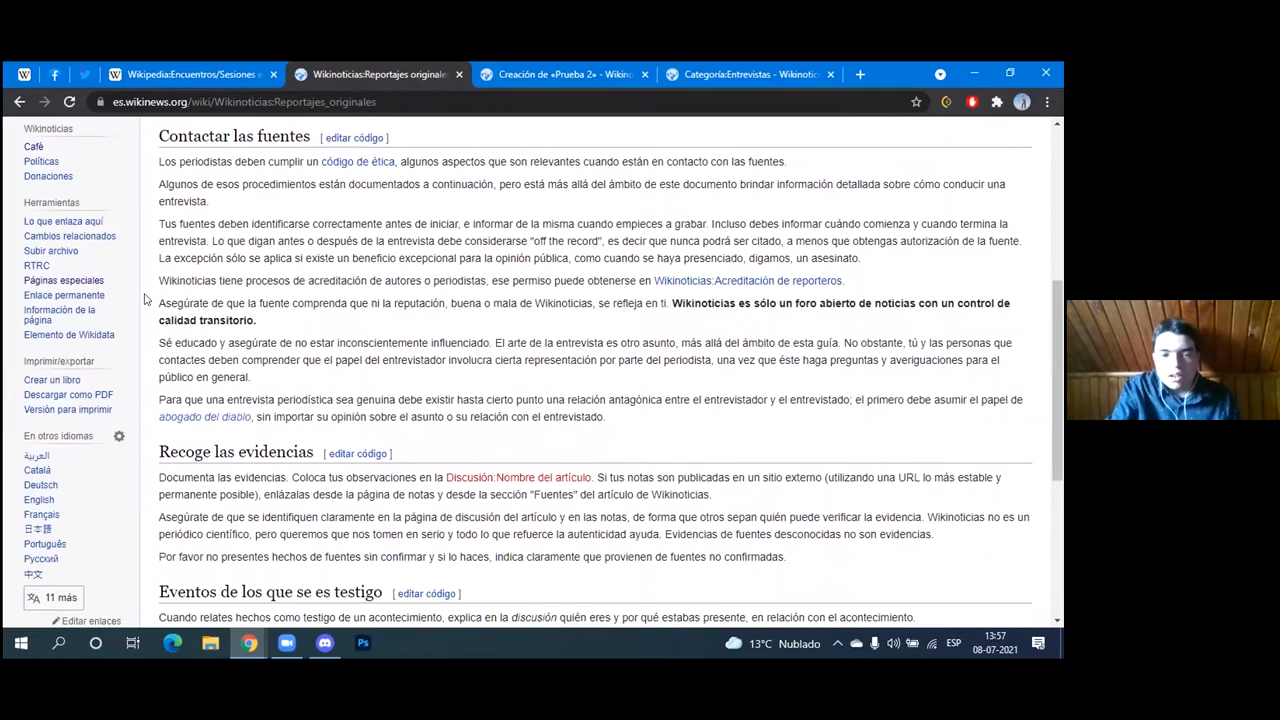 Wikipedia:Encuentros/Sesiones
Wikinoticias:Reportajes originale
Creación de «Prueba 2» - Wikino
Categoría:Entrevistas - Wikinotic
es.wikinews.org/wiki/Wikinoticias:Reportajes_originales
Wikinoticias
Café
Políticas
Donaciones
Herramientas
Lo que enlaza aquí
Cambios relacionados
Subir archivo
RTRC
Páginas especiales
Enlace permanente
Información de la
página
Elemento de Wikidata
Imprimir/exportar
Crear un libro
Descargar como PDF
Versión para imprimir
En otros idiomas
العربية
Català
Deutsch
English
Français
日本語
Português
Русский
中文
11 más
Editar enlaces
Contactar las fuentes [ editar código ]
Los periodistas deben cumplir un código de ética, algunos aspectos que son relevantes cuando están en contacto con las fuentes.
Algunos de esos procedimientos están documentados a continuación, pero está más allá del ámbito de este documento brindar información detallada sobre cómo conducir una
entrevista.
Tus fuentes deben identificarse correctamente antes de iniciar, e informar de la misma cuando empieces a grabar. Incluso debes informar cuándo comienza y cuando termina la
entrevista. Lo que digan antes o después de la entrevista debe considerarse "off the record", es decir que nunca podrá ser citado, a menos que obtengas autorización de la fuente.
La excepción sólo se aplica si existe un beneficio excepcional para la opinión pública, como cuando se haya presenciado, digamos, un asesinato.
Wikinoticias tiene procesos de acreditación de autores o periodistas, ese permiso puede obtenerse en Wikinoticias:Acreditación de reporteros.
Asegúrate de que la fuente comprenda que ni la reputación, buena o mala de Wikinoticias, se refleja en ti. Wikinoticias es sólo un foro abierto de noticias con un control de
calidad transitorio.
Sé educado y asegúrate de no estar inconscientemente influenciado. El arte de la entrevista es otro asunto, más allá del ámbito de esta guía. No obstante, tú y las personas que
contactes deben comprender que el papel del entrevistador involucra cierta representación por parte del periodista, una vez que éste haga preguntas y averiguaciones para el
público en general.
Para que una entrevista periodística sea genuina debe existir hasta cierto punto una relación antagónica entre el entrevistador y el entrevistado; el primero debe asumir el papel de
abogado del diablo, sin importar su opinión sobre el asunto o su relación con el entrevistado.
Recoge las evidencias [ editar código ]
Documenta las evidencias. Coloca tus observaciones en la Discusión:Nombre del artículo. Si tus notas son publicadas en un sitio externo (utilizando una URL lo más estable y
permanente posible), enlázalas desde la página de notas y desde la sección "Fuentes" del artículo de Wikinoticias.
Asegúrate de que se identifiquen claramente en la página de discusión del artículo y en las notas, de forma que otros sepan quién puede verificar la evidencia. Wikinoticias no es un
periódico científico, pero queremos que nos tomen en serio y todo lo que refuerce la autenticidad ayuda. Evidencias de fuentes desconocidas no son evidencias.
Por favor no presentes hechos de fuentes sin confirmar y si lo haces, indica claramente que provienen de fuentes no confirmadas.
Eventos de los que se es testigo [ editar código ]
Cuando relates hechos como testigo de un acontecimiento, explica en la discusión quién eres y por qué estabas presente, en relación con el acontecimiento.
13°C Nublado
ESP
13:57
08-07-2021